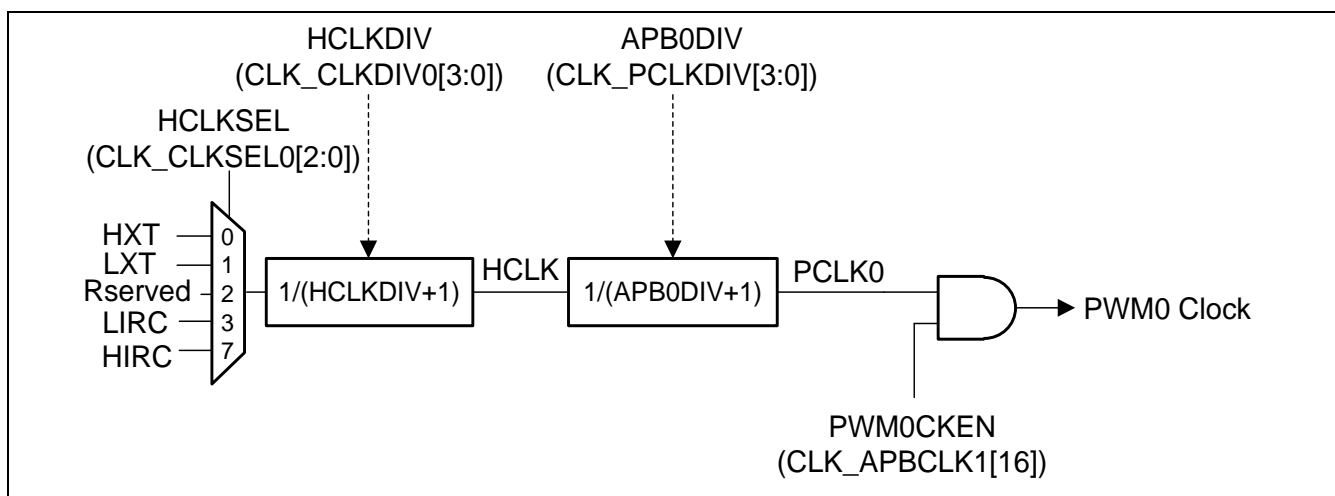 HCLKDIV
(CLK_CLKDIV0[3:0])
APB0DIV
(CLK_PCLKDIV[3:0])
HCLKSEL
(CLK_CLKSEL0[2:0])
HXT 0
LXT 1
Rserved 2
LIRC 3
HIRC 7
1/(HCLKDIV+1)
HCLK
1/(APB0DIV+1)
PCLK0
PWM0 Clock
PWM0CKEN
(CLK_APBCLK1[16])